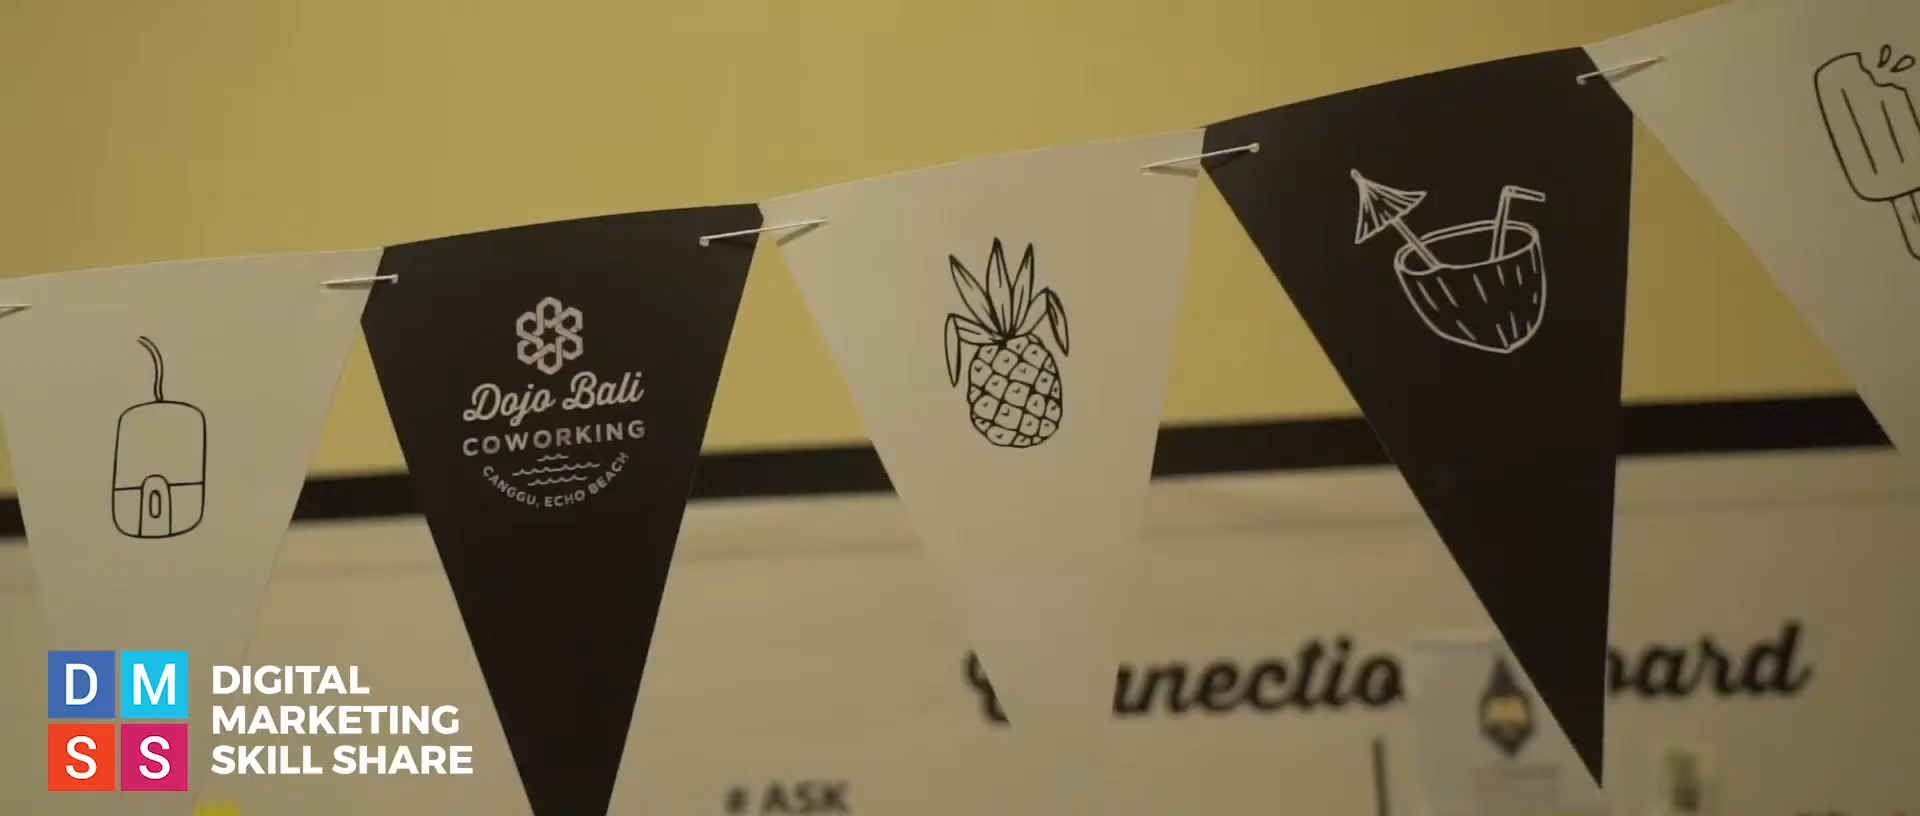 Dojo Bali
COWORKING
CANGGU, ECHO BEACH
# ASK
D M
S S
DIGITAL
MARKETING
SKILL SHARE